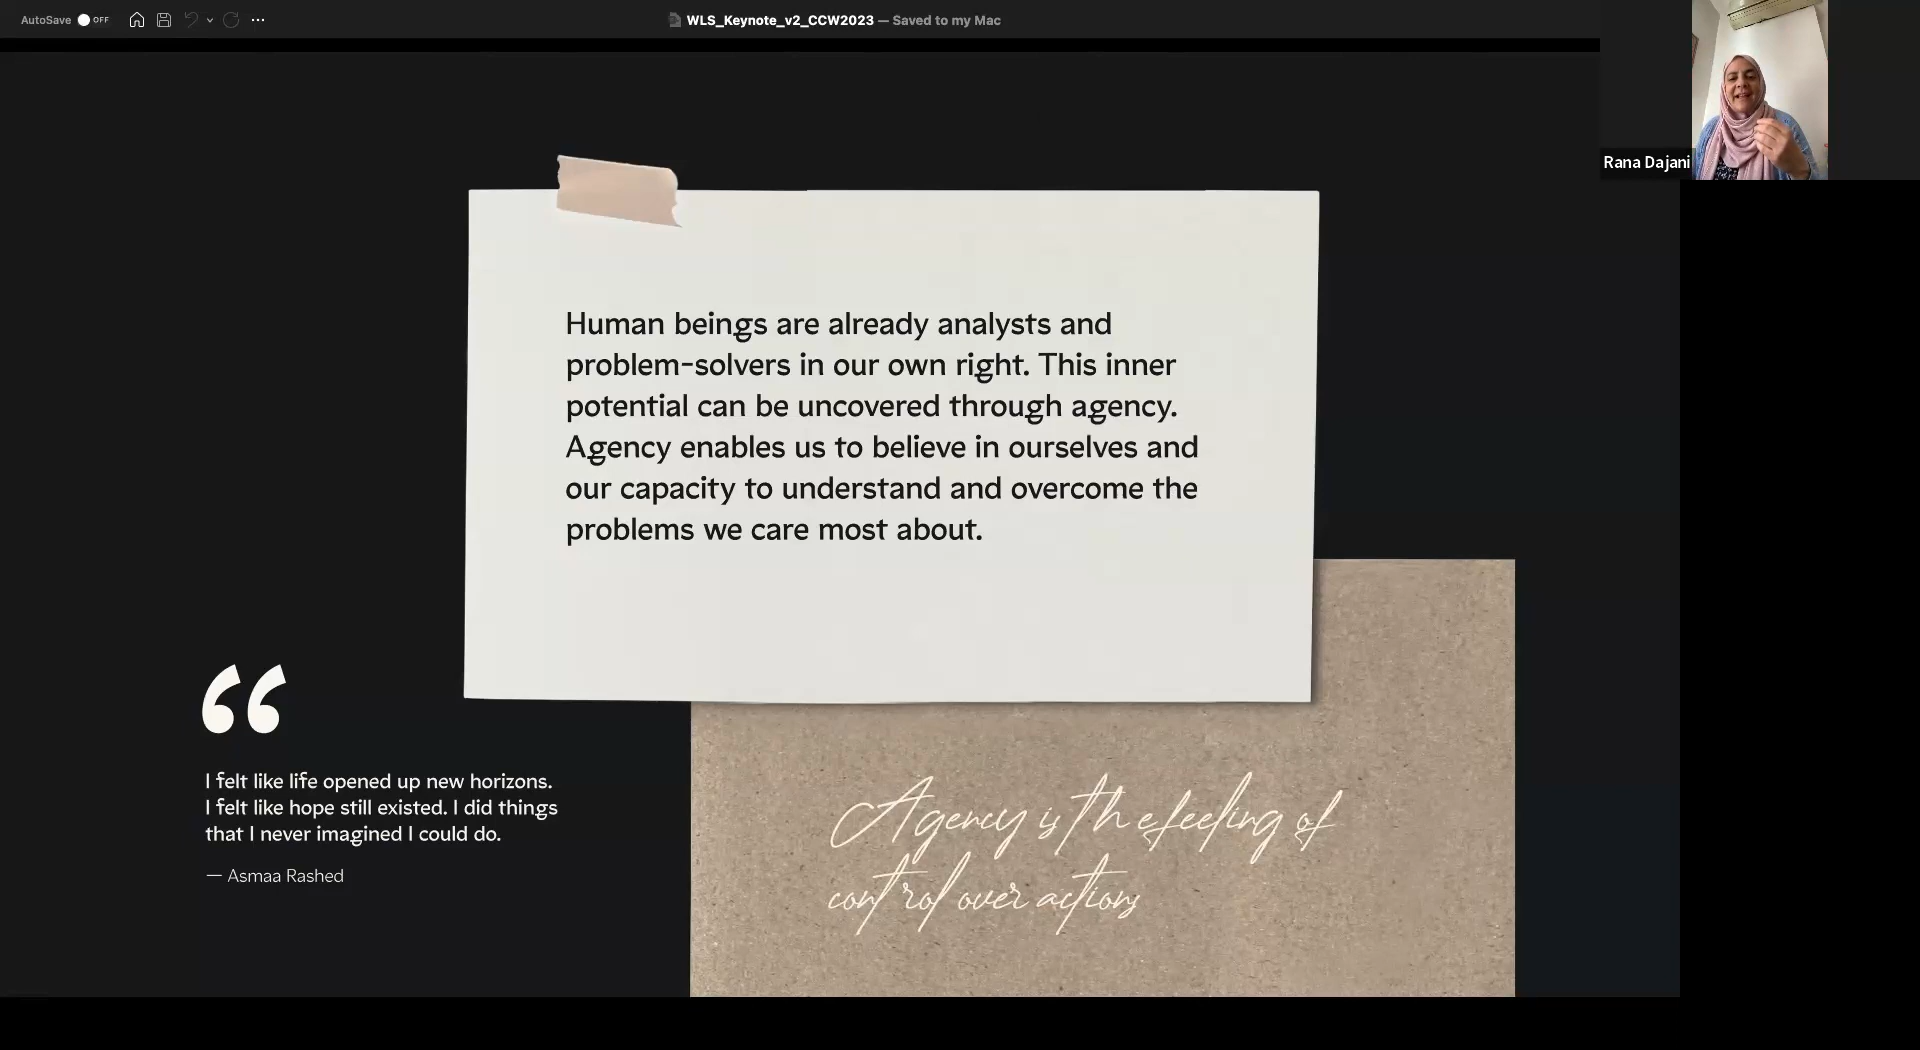 AutoSave OFF
WLS_Keynote_v2_CCW2023 — Saved to my Mac
Rana Dajani
Human beings are already analysts and
problem-solvers in our own right. This inner
potential can be uncovered through agency.
Agency enables us to believe in ourselves and
our capacity to understand and overcome the
problems we care most about.
“
I felt like life opened up new horizons.
I felt like hope still existed. I did things
that I never imagined I could do.
— Asmaa Rashed
Agency is the feeling of
control over actions